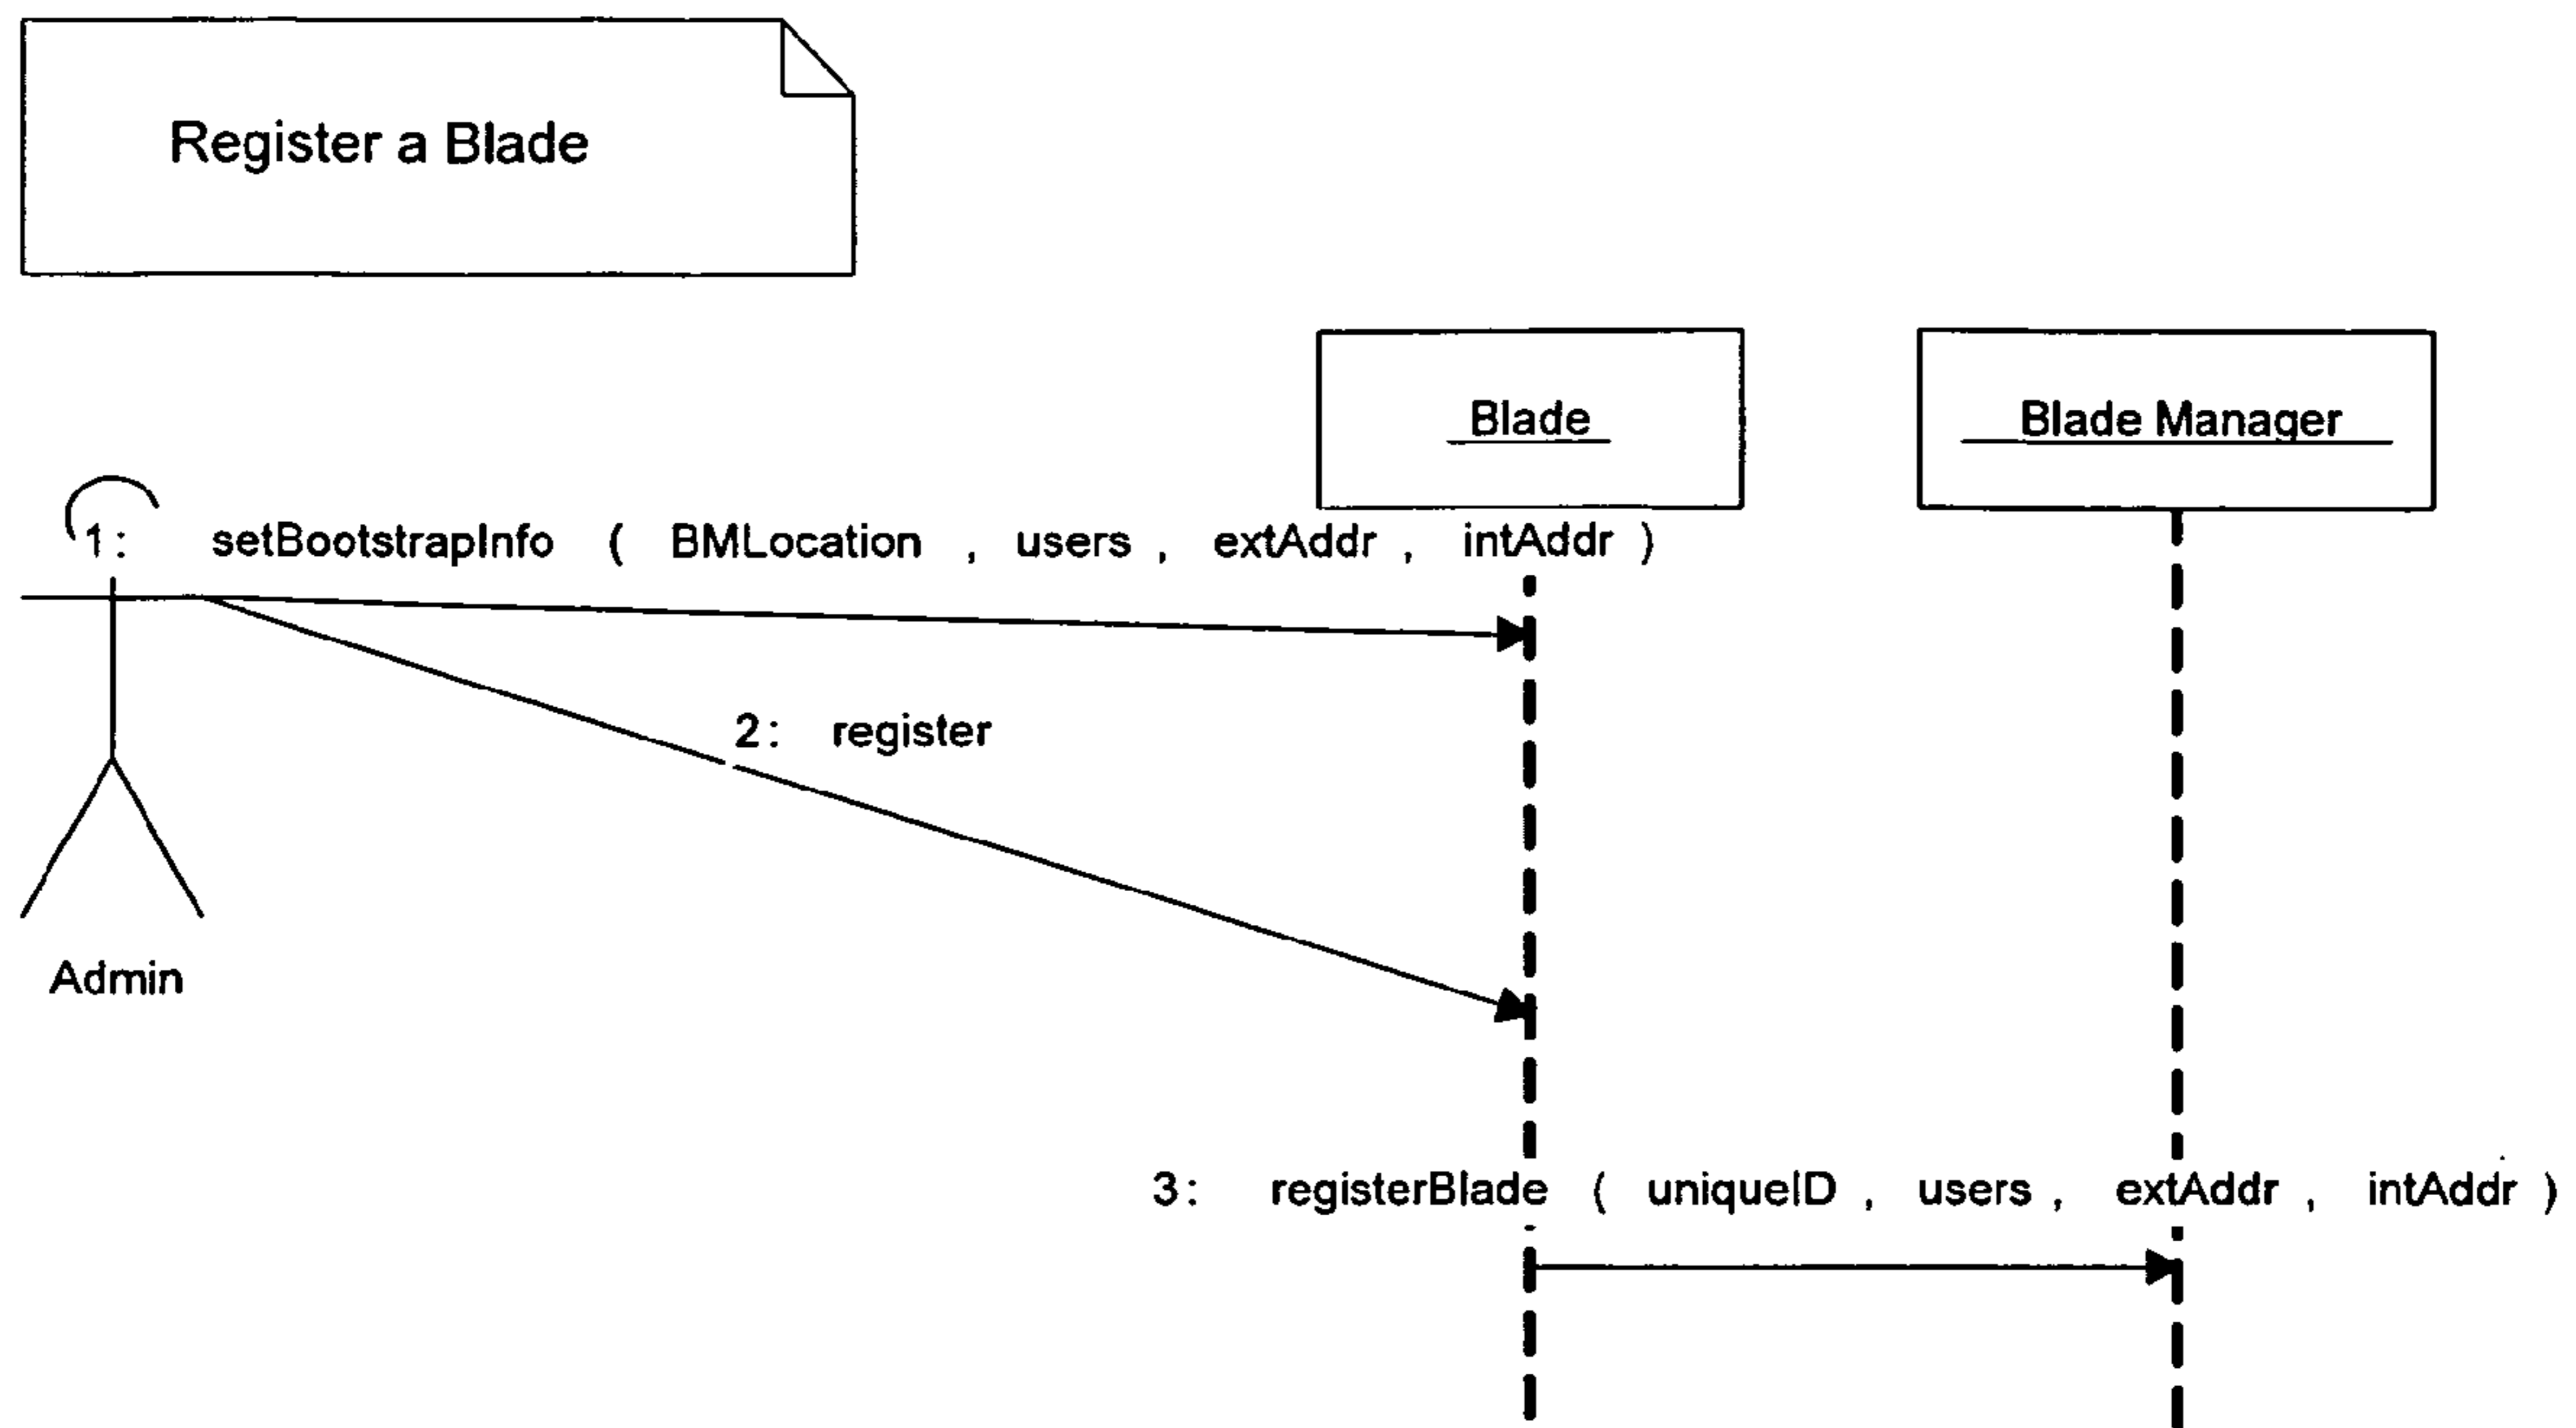 Register a Blade
Blade
Blade Manager
1: setBootstrapInfo ( BMLocation , users , extAddr , intAddr )
2: register
Admin
3: registerBlade ( uniqueID , users , extAddr , intAddr )